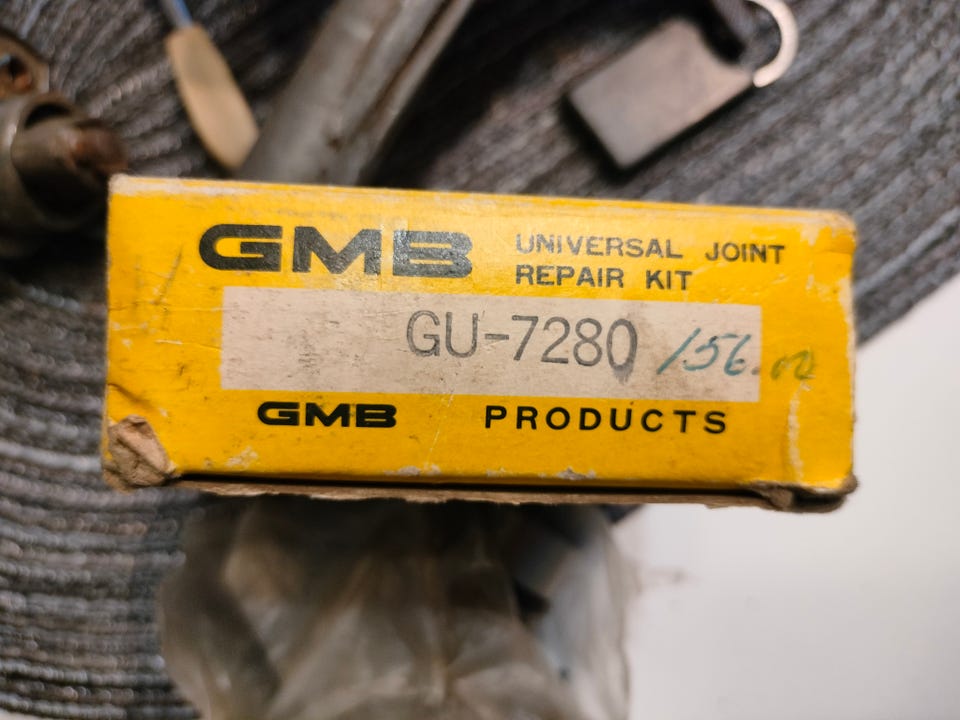 GMB UNIVERSAL JOINT
REPAIR KIT
GU-7280 156.00
GMB PRODUCTS